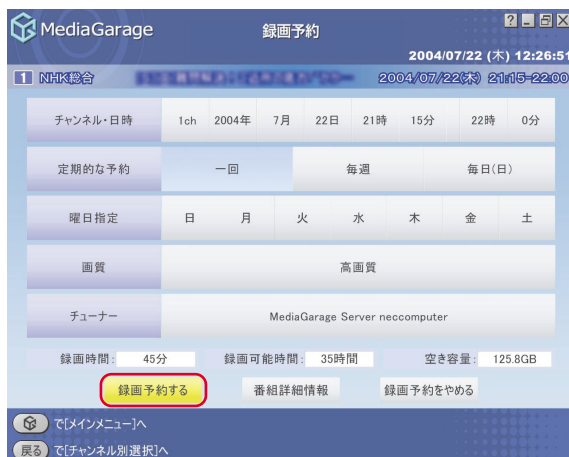 MediaGarage 録画予約
2004/07/22 (木) 12:26:51
1 NHK総合 2004/07/22(木) 21:15-22:00
チャンネル・日時 1ch 2004年 7月 22日 21時 15分 22時 0分
定期的な予約 一回 毎週 毎日(日)
曜日指定 日 月 火 水 木 金 土
画質 高画質
チューナー MediaGarage Server neccomputer
録画時間: 45分 録画可能時間: 35時間 空き容量: 125.8GB
録画予約する 番組詳細情報 録画予約をやめる
で[メインメニュー]へ
戻る で[チャンネル別選択]へ